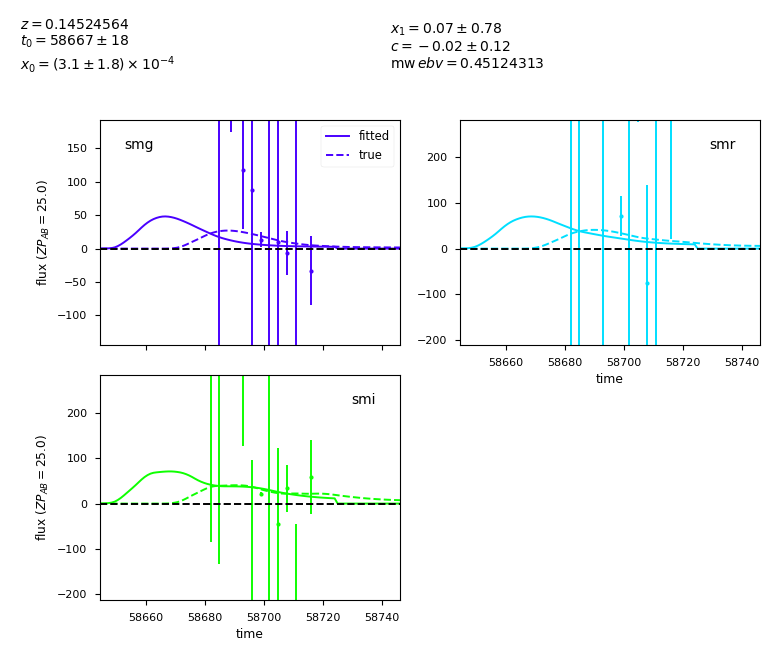 z = 0.14524564
t₀ = 58667 ± 18
x₀ = (3.1 ± 1.8) × 10⁻⁴
x₁ = 0.07 ± 0.78
c = −0.02 ± 0.12
mw ebv = 0.45124313
smg
fitted
true
150
100
50
0
−50
−100
flux (ZP_AB = 25.0)
smr
200
100
0
−100
−200
58660 58680 58700 58720 58740
time
smi
200
100
0
−100
−200
flux (ZP_AB = 25.0)
58660 58680 58700 58720 58740
time